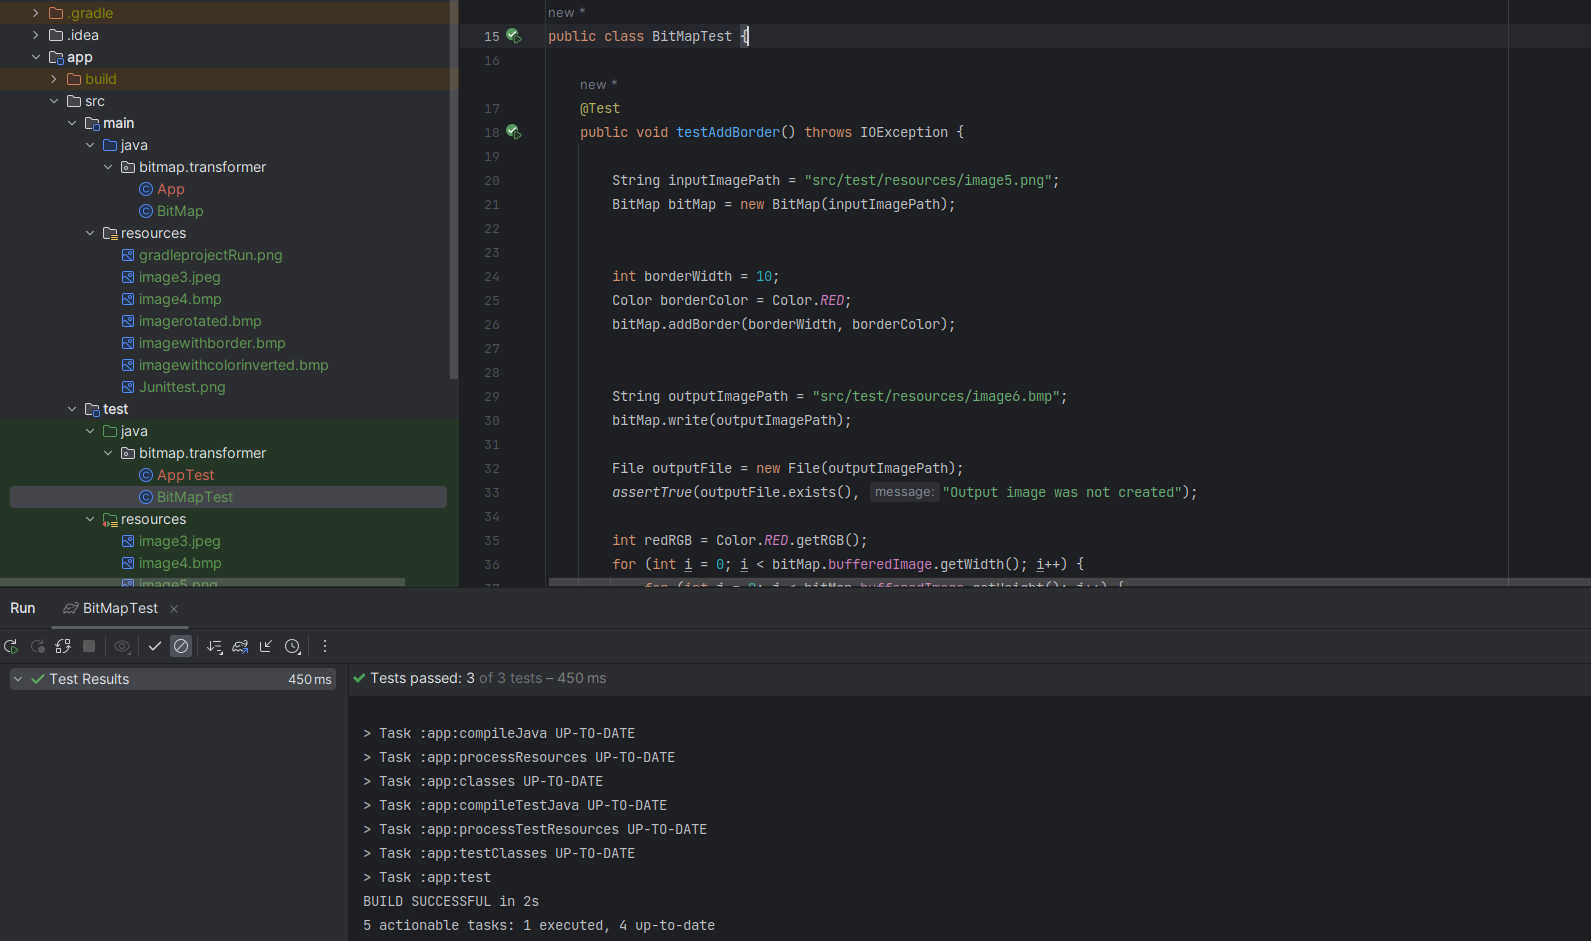 .gradle
.idea
app
build
src
main
java
bitmap.transformer
App
BitMap
resources
gradleprojectRun.png
image3.jpeg
image4.bmp
imagerotated.bmp
imagewithborder.bmp
imagewithcolorinverted.bmp
Junittest.png
test
java
bitmap.transformer
AppTest
BitMapTest
resources
image3.jpeg
image4.bmp
image5.png
new *
15 public class BitMapTest {
16
new *
17 @Test
18 public void testAddBorder() throws IOException {
19
20 String inputImagePath = "src/test/resources/image5.png";
21 BitMap bitMap = new BitMap(inputImagePath);
22
23
24 int borderWidth = 10;
25 Color borderColor = Color.RED;
26 bitMap.addBorder(borderWidth, borderColor);
27
28
29 String outputImagePath = "src/test/resources/image6.bmp";
30 bitMap.write(outputImagePath);
31
32 File outputFile = new File(outputImagePath);
33 assertTrue(outputFile.exists(), message: "Output image was not created");
34
35 int redRGB = Color.RED.getRGB();
36 for (int i = 0; i < bitMap.bufferedImage.getWidth(); i++) {
Run BitMapTest
Test Results 450 ms
Tests passed: 3 of 3 tests – 450 ms
> Task :app:compileJava UP-TO-DATE
> Task :app:processResources UP-TO-DATE
> Task :app:classes UP-TO-DATE
> Task :app:compileTestJava UP-TO-DATE
> Task :app:processTestResources UP-TO-DATE
> Task :app:testClasses UP-TO-DATE
> Task :app:test
BUILD SUCCESSFUL in 2s
5 actionable tasks: 1 executed, 4 up-to-date